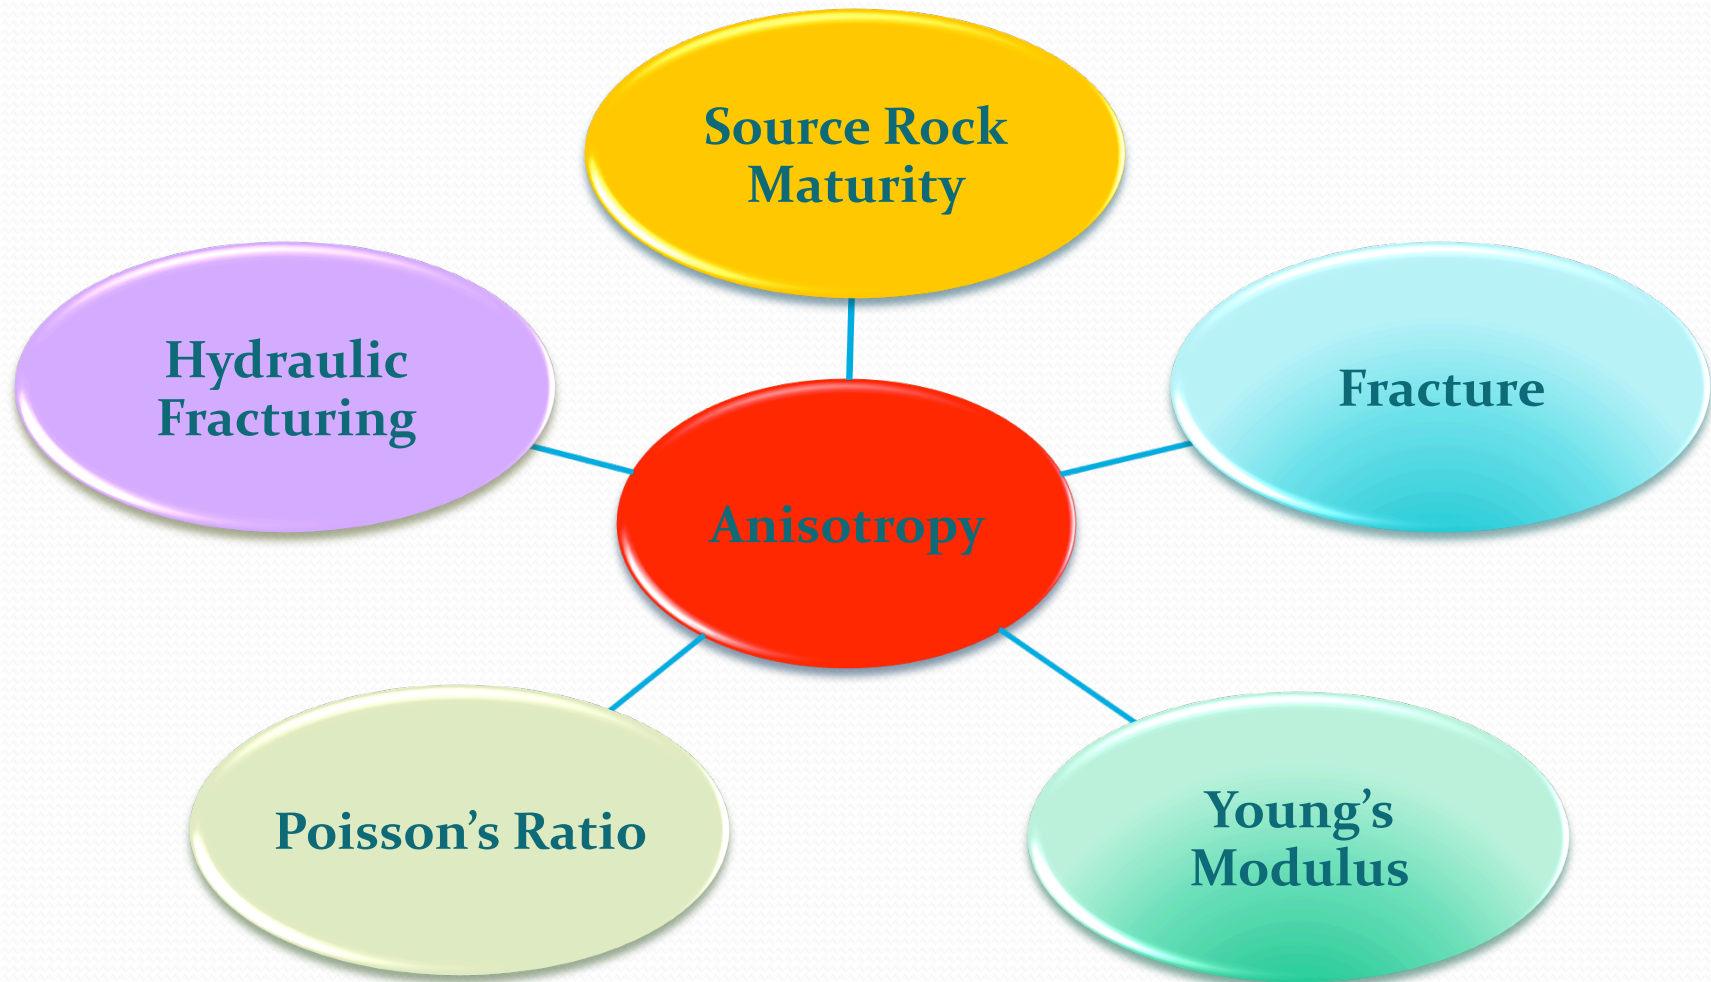 Source Rock
Maturity
Hydraulic
Fracturing
Fracture
Anisotropy
Poisson’s Ratio
Young’s
Modulus